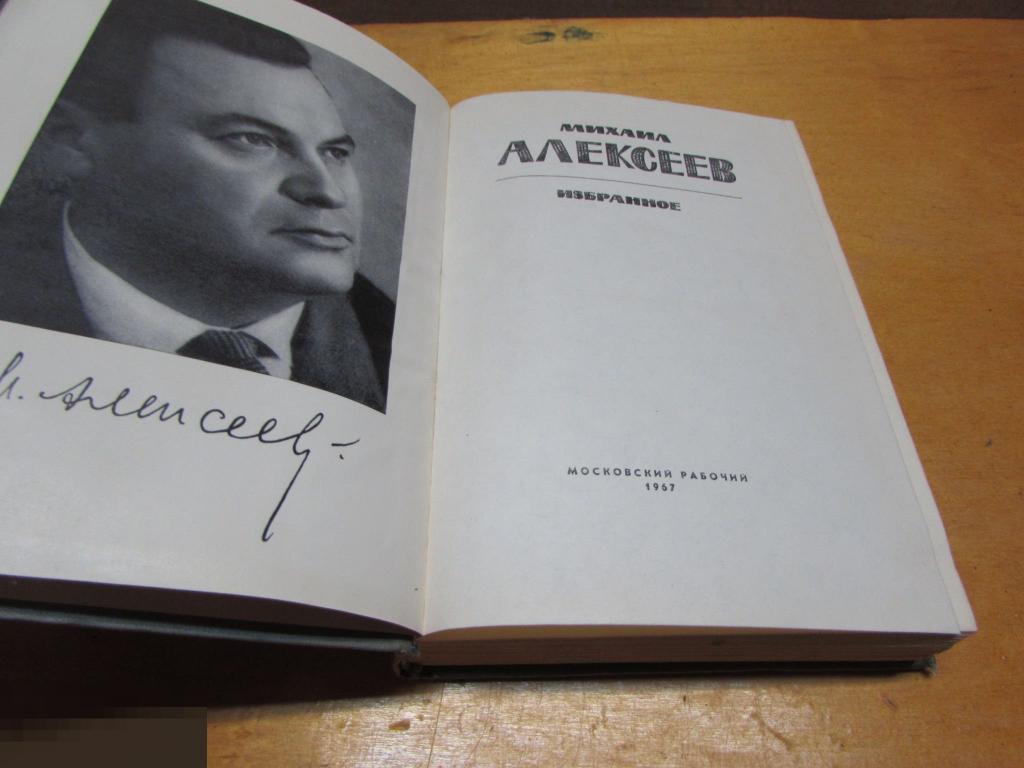 М. Алексеев
МИХАИЛ
АЛЕКСЕЕВ
ИЗБРАННОЕ
МОСКОВСКИЙ РАБОЧИЙ
1967